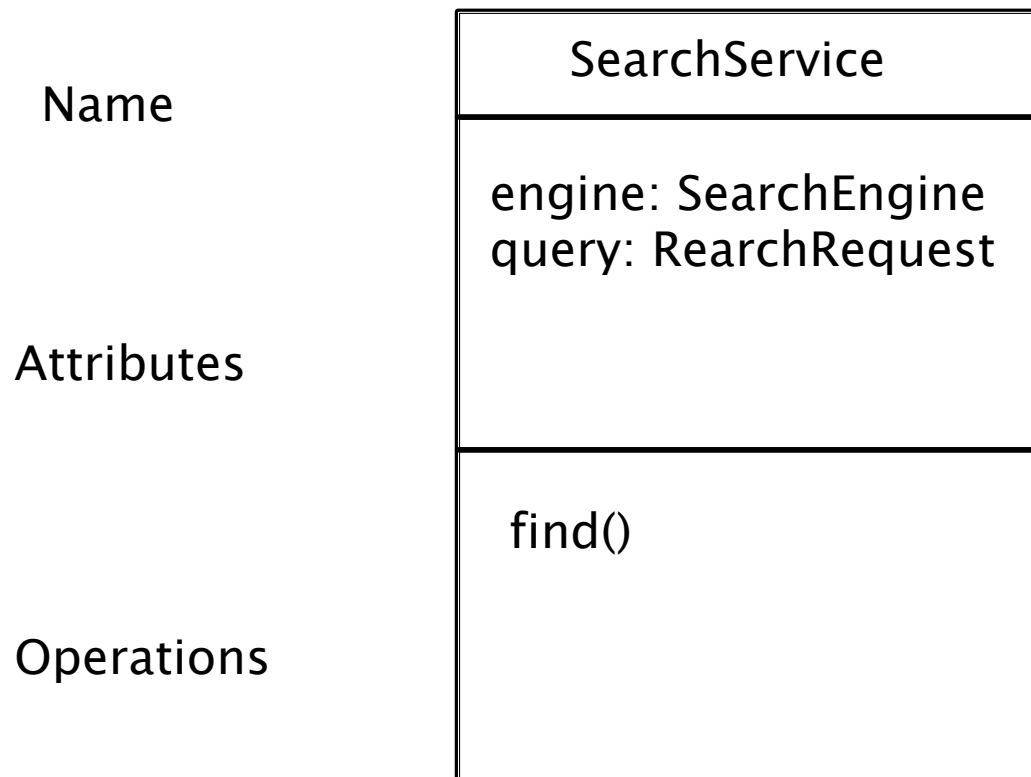 SearchService
Name
engine: SearchEngine
query: RearchRequest
Attributes
find()
Operations